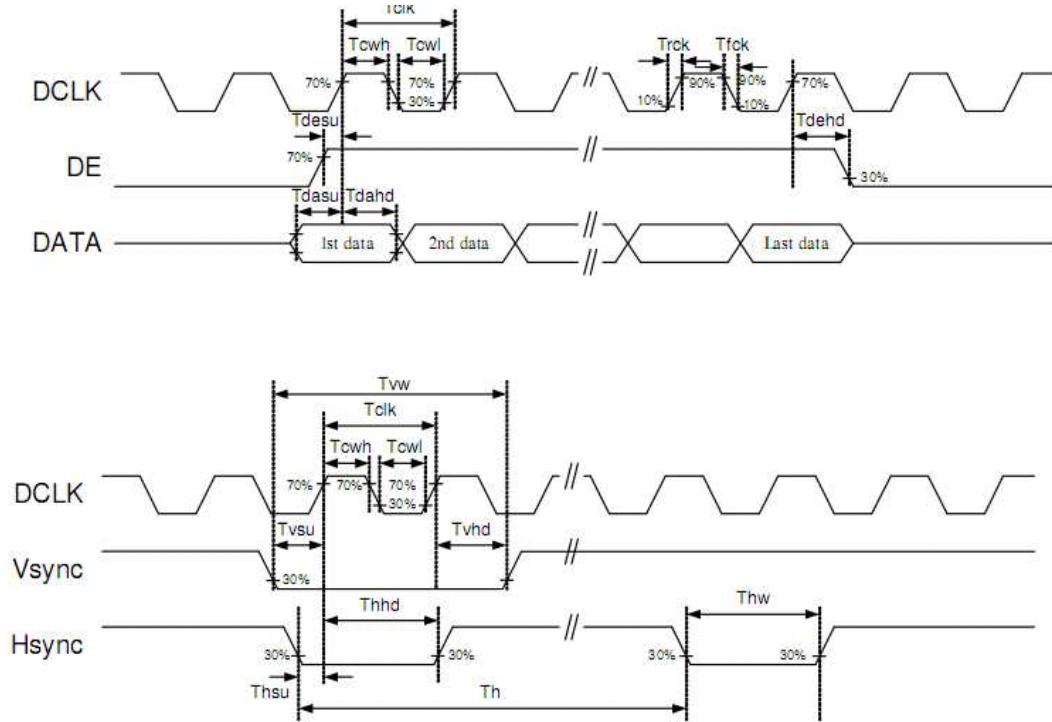 Tclk
Tcwh Tcwl Trck Tfck
DCLK 70% 70% 30% 10% 90% 90% 10% 70%
Tdesu Tdehd
DE 70% 30%
Tdasu Tdahd
DATA 1st data 2nd data // Last data
Tvw
Tclk
Tcwh Tcwl
DCLK 70% 70% 70% 30% //
Tvsu Tvhd
Vsync 30% //
Thhd Thw
Hsync 30% 30% // 30% 30%
Thsu Th